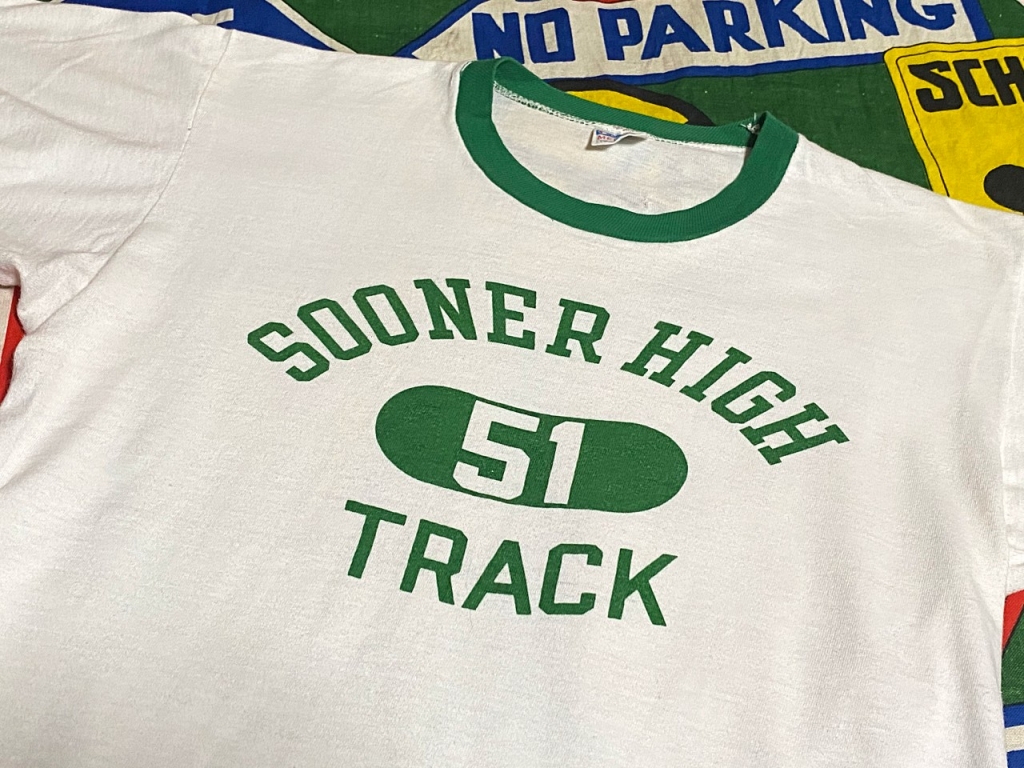 NO PARKING
SCH
SOONER HIGH
51
TRACK